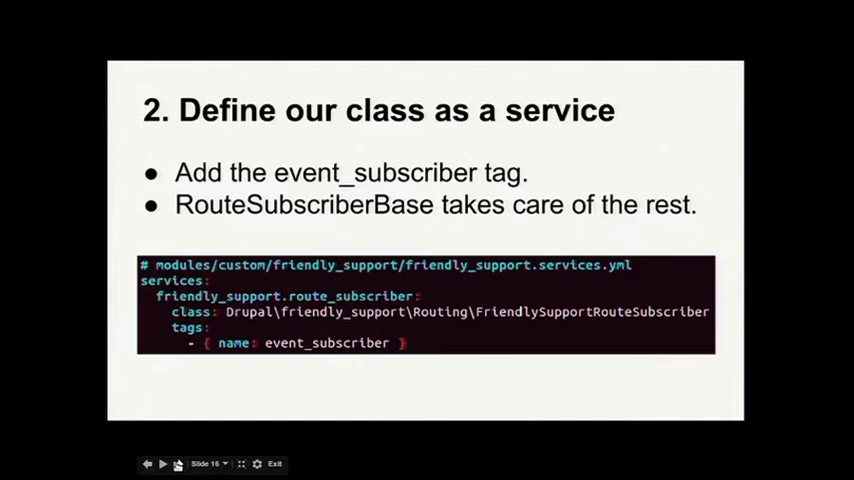 2. Define our class as a service
● Add the event_subscriber tag.
● RouteSubscriberBase takes care of the rest.
# modules/custom/friendly_support/friendly_support.services.yml
services:
friendly_support.route_subscriber:
class: Drupal\friendly_support\Routing\FriendlySupportRouteSubscriber
tags:
- { name: event_subscriber }
Slide 16 Exit